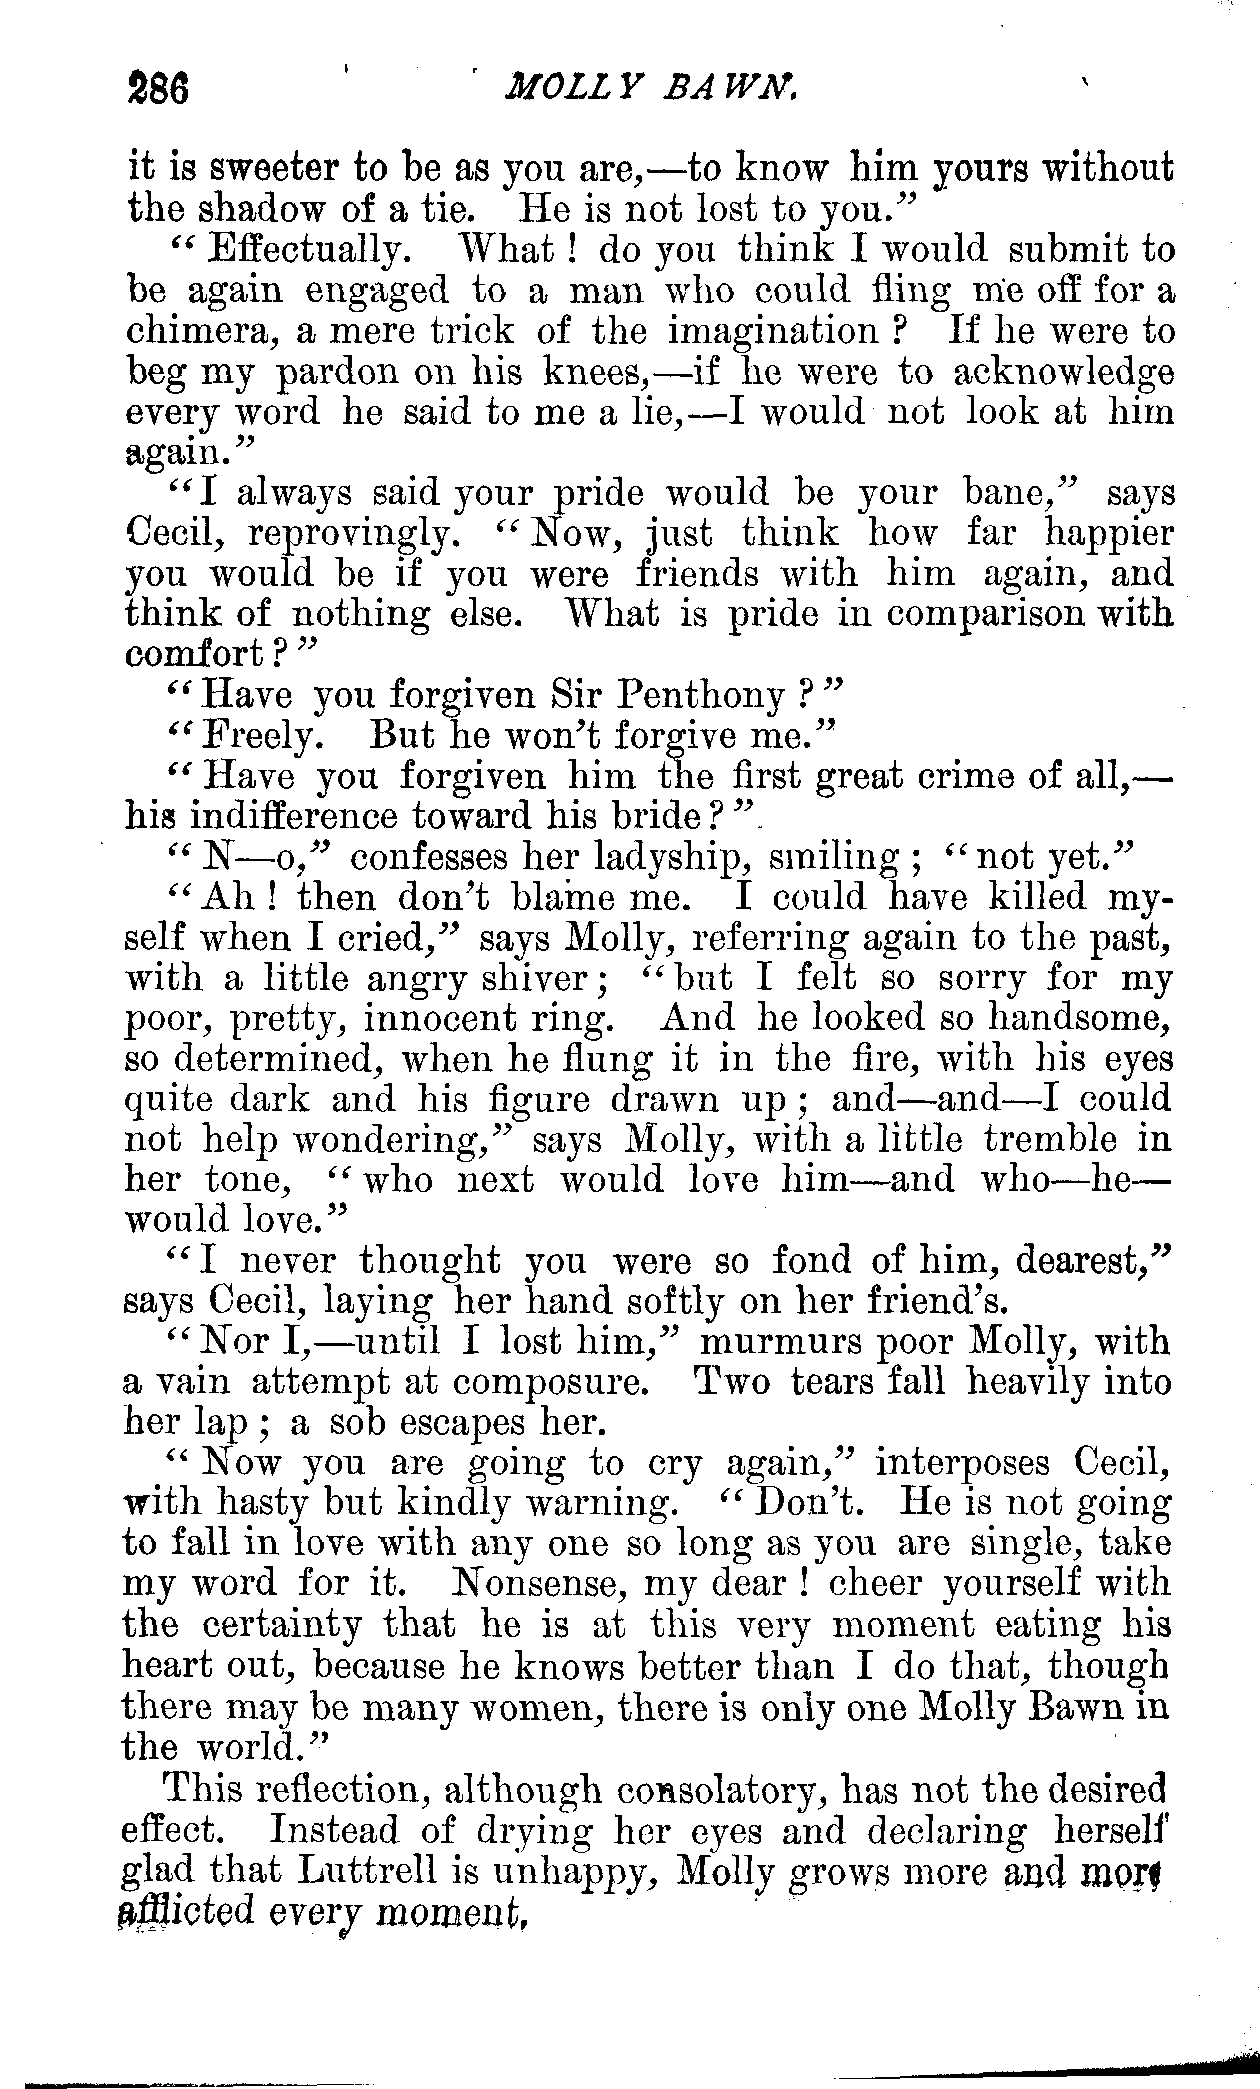 286 MOLLY BAWN.
it is sweeter to be as you are,—to know him yours without
the shadow of a tie. He is not lost to you.”
“Effectually. What! do you think I would submit to
be again engaged to a man who could fling me off for a
chimera, a mere trick of the imagination? If he were to
beg my pardon on his knees,—if he were to acknowledge
every word he said to me a lie,—I would not look at him
again.”
“I always said your pride would be your bane,” says
Cecil, reprovingly. “Now, just think how far happier
you would be if you were friends with him again, and
think of nothing else. What is pride in comparison with
comfort?”
“Have you forgiven Sir Penthony?”
“Freely. But he won’t forgive me.”
“Have you forgiven him the first great crime of all,—
his indifference toward his bride?”
“N—o,” confesses her ladyship, smiling; “not yet.”
“Ah! then don’t blame me. I could have killed my-
self when I cried,” says Molly, referring again to the past,
with a little angry shiver; “but I felt so sorry for my
poor, pretty, innocent ring. And he looked so handsome,
so determined, when he flung it in the fire, with his eyes
quite dark and his figure drawn up; and—and—I could
not help wondering,” says Molly, with a little tremble in
her tone, “who next would love him—and who—he—
would love.”
“I never thought you were so fond of him, dearest,”
says Cecil, laying her hand softly on her friend’s.
“Nor I,—until I lost him,” murmurs poor Molly, with
a vain attempt at composure. Two tears fall heavily into
her lap; a sob escapes her.
“Now you are going to cry again,” interposes Cecil,
with hasty but kindly warning. “Don’t. He is not going
to fall in love with any one so long as you are single, take
my word for it. Nonsense, my dear! cheer yourself with
the certainty that he is at this very moment eating his
heart out, because he knows better than I do that, though
there may be many women, there is only one Molly Bawn in
the world.”
This reflection, although consolatory, has not the desired
effect. Instead of drying her eyes and declaring herself
glad that Luttrell is unhappy, Molly grows more and more
afflicted every moment.